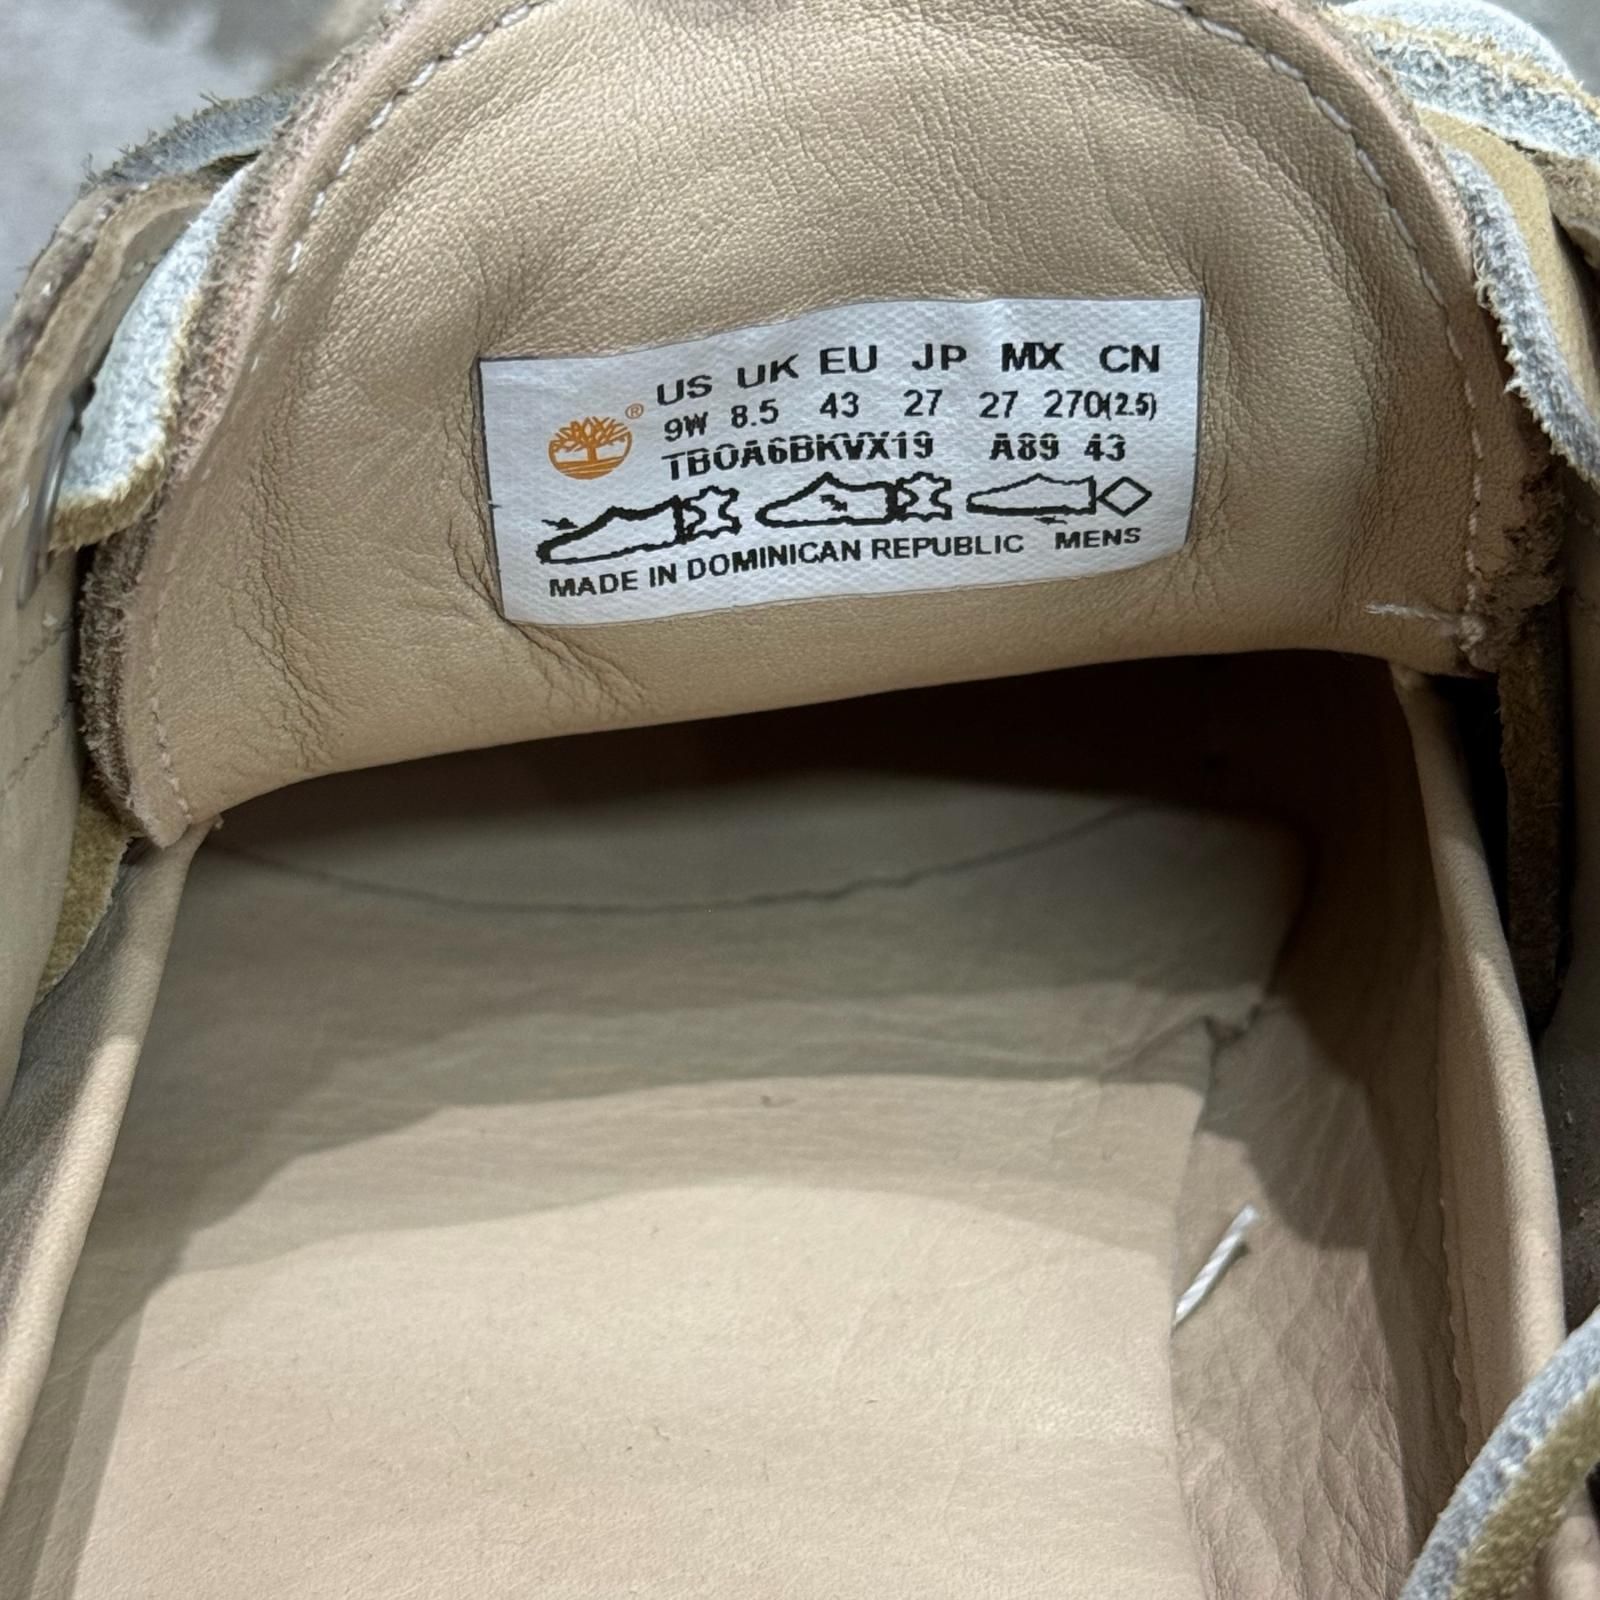 US UK EU JP MX CN
9W 8.5 43 27 27 270(2.5)
TB0A6BKVX19 A89 43
MADE IN DOMINICAN REPUBLIC MENS
®